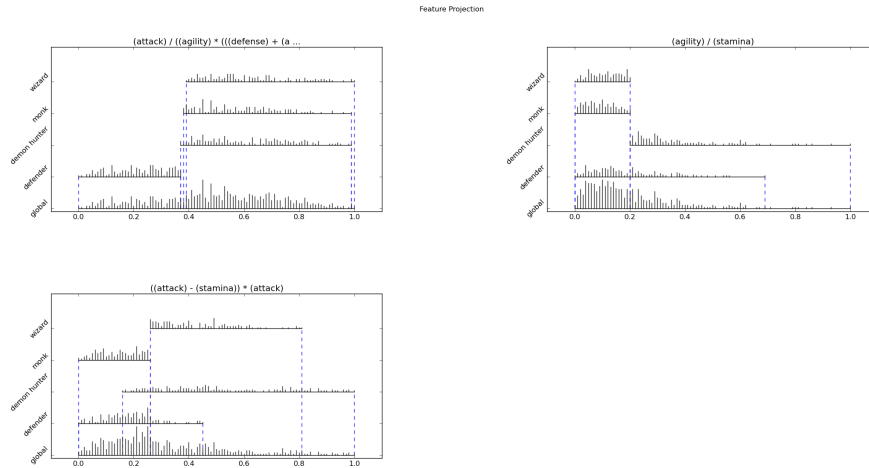 Feature Projection
(attack) / ((agility) * (((defense) + (a ...
wizard
monk
demon hunter
defender
global
0.0 0.2 0.4 0.6 0.8 1.0
(agility) / (stamina)
wizard
monk
demon hunter
defender
global
0.0 0.2 0.4 0.6 0.8 1.0
((attack) - (stamina)) * (attack)
wizard
monk
demon hunter
defender
global
0.0 0.2 0.4 0.6 0.8 1.0